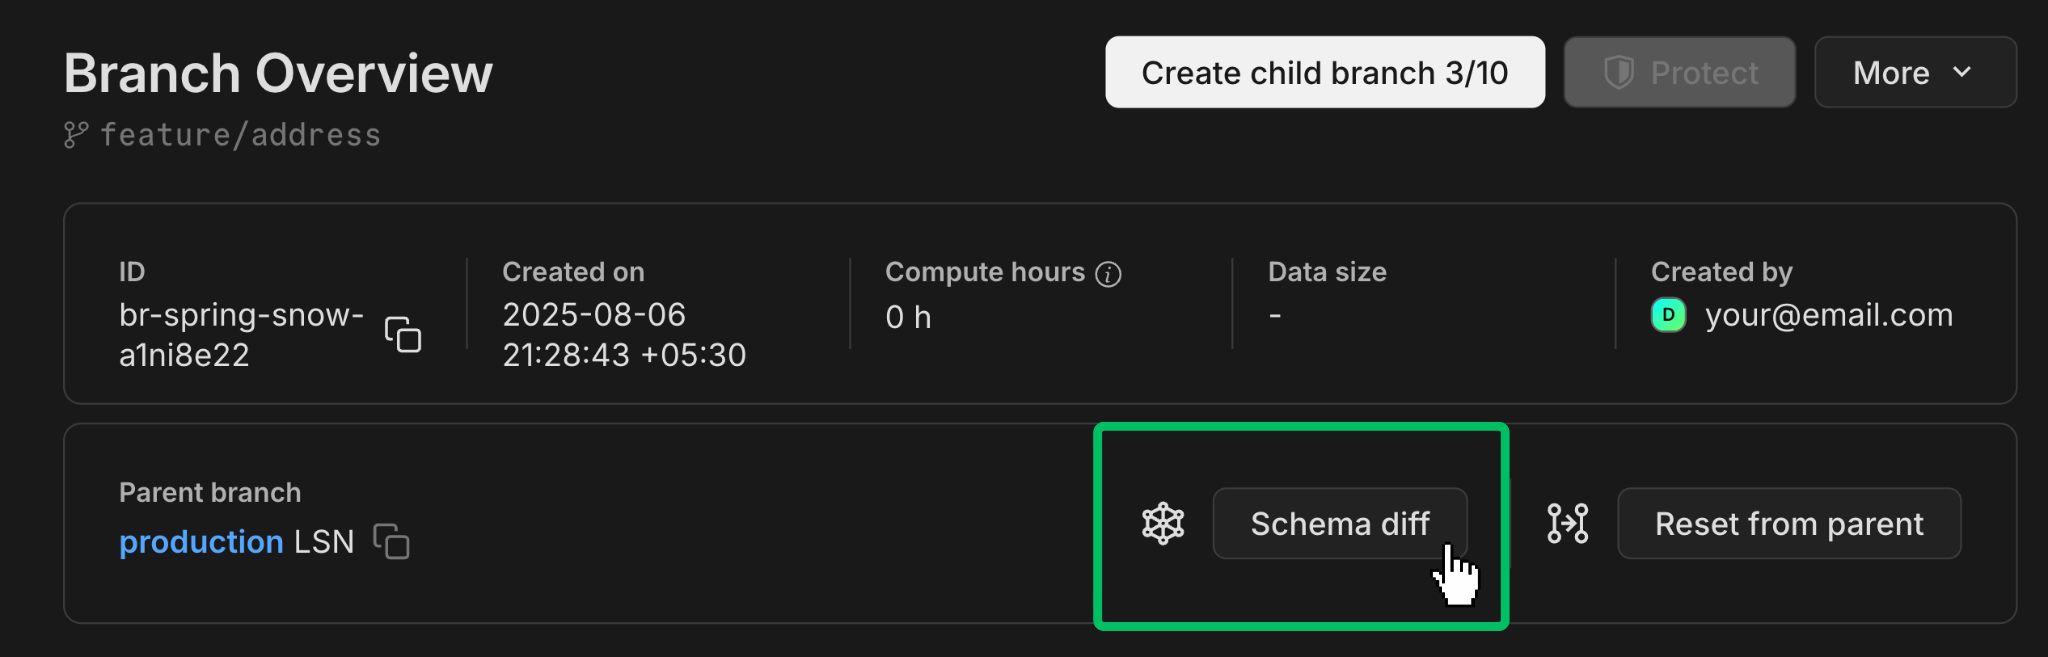 Branch Overview
Create child branch 3/10
Protect
More
feature/address
ID
br-spring-snow-
a1ni8e22
Created on
2025-08-06
21:28:43 +05:30
Compute hours
0 h
Data size
-
Created by
D your@email.com
Parent branch
production LSN
Schema diff
Reset from parent